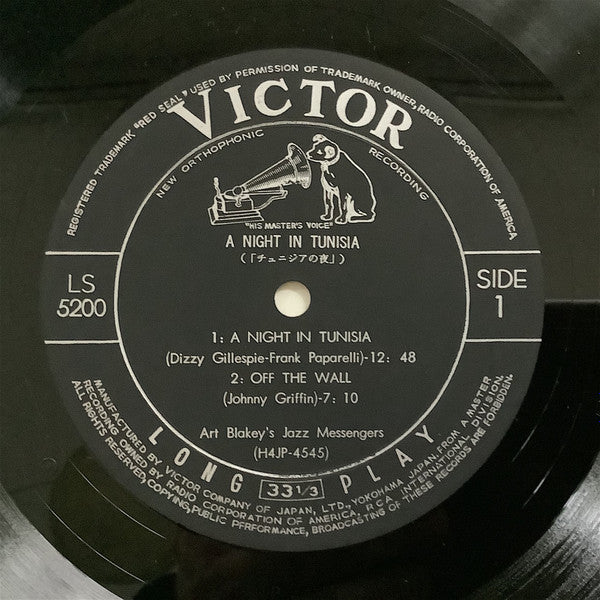 REGISTERED TRADEMARK "RED SEAL" USED BY PERMISSION OF TRADEMARK OWNER, RADIO CORPORATION OF AMERICA
VICTOR
NEW ORTHOPHONIC RECORDING
"HIS MASTER'S VOICE"
A NIGHT IN TUNISIA
(「チュニジアの夜」)
LS
5200
SIDE
1
1: A NIGHT IN TUNISIA
(Dizzy Gillespie-Frank Paparelli)-12: 48
2: OFF THE WALL
(Johnny Griffin)-7: 10
Art Blakey's Jazz Messengers
(H4JP-4545)
LONG 33 1/3 PLAY
MANUFACTURED BY VICTOR COMPANY OF JAPAN, LTD., YOKOHAMA, JAPAN, FROM A MASTER
RECORDING OWNED BY RADIO CORPORATION OF AMERICA, RCA INTERNATIONAL DIVISION.
ALL RIGHTS RESERVED, COPYING, PUBLIC PFRFORMANCE, BROADCASTING OF THESE RECORDS ARE FORBIDDEN.